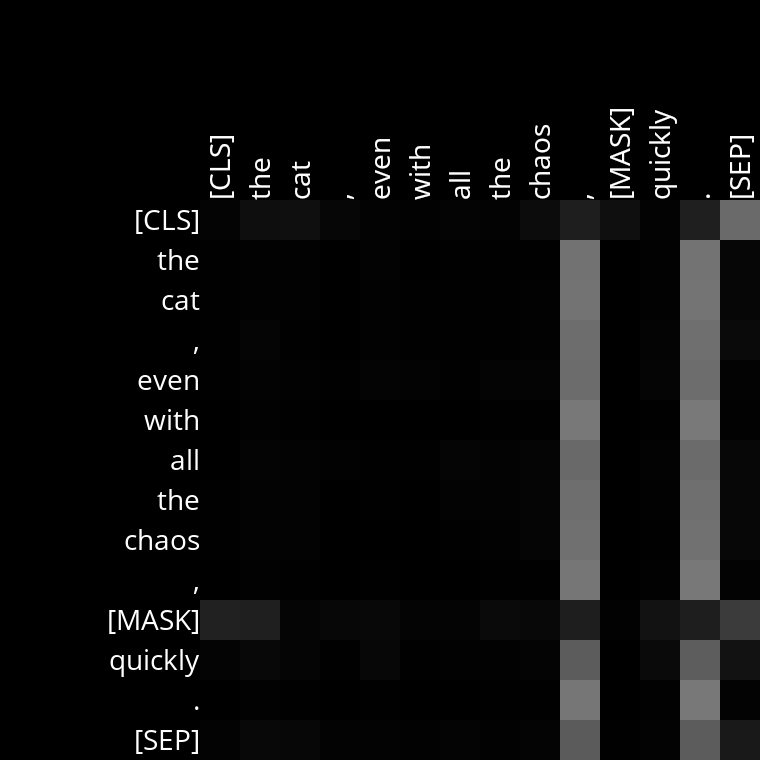 [CLS] the cat , even with all the chaos , [MASK] quickly . [SEP]
[CLS]
the
cat
,
even
with
all
the
chaos
,
[MASK]
quickly
.
[SEP]